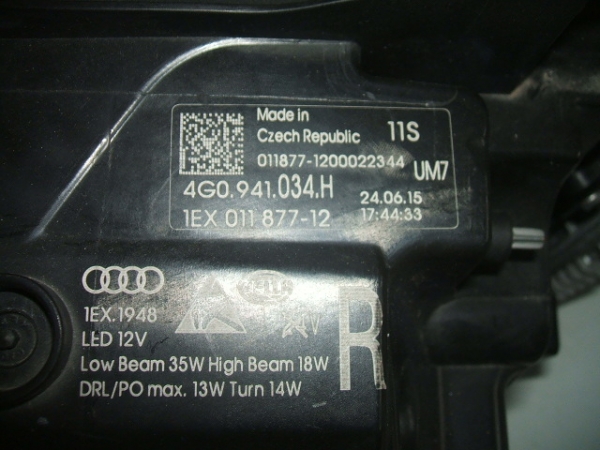 Made in
Czech Republic
11S
011877-1200022344
UM7
4G0.941.034.H
24.06.15
1EX 011 877-12
17:44:33
HELLA
1EX.1948
LED 12V
Low Beam 35W High Beam 18W
DRL/PO max. 13W Turn 14W
R